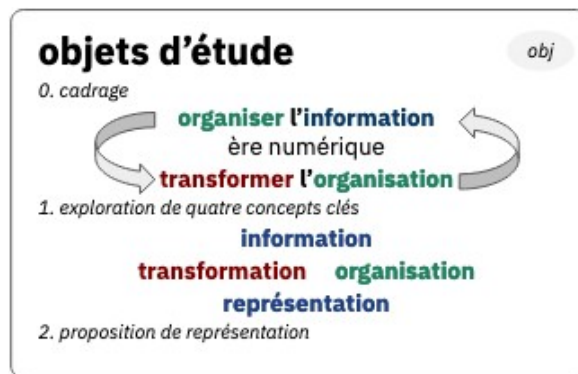 objets d'étude
obj
0. cadrage
organiser l'information
ère numérique
transformer l'organisation
1. exploration de quatre concepts clés
information
transformation organisation
représentation
2. proposition de représentation